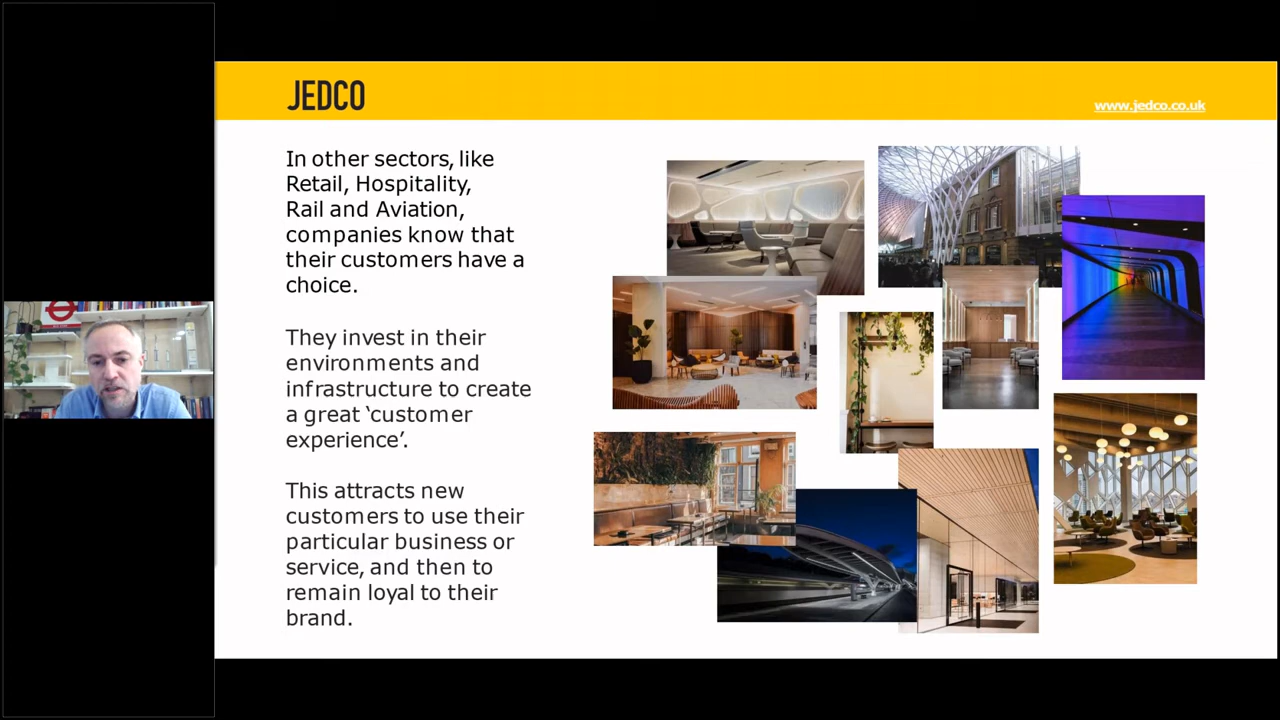 JEDCO
www.jedco.co.uk
In other sectors, like
Retail, Hospitality,
Rail and Aviation,
companies know that
their customers have a
choice.
They invest in their
environments and
infrastructure to create
a great ‘customer
experience’.
This attracts new
customers to use their
particular business or
service, and then to
remain loyal to their
brand.